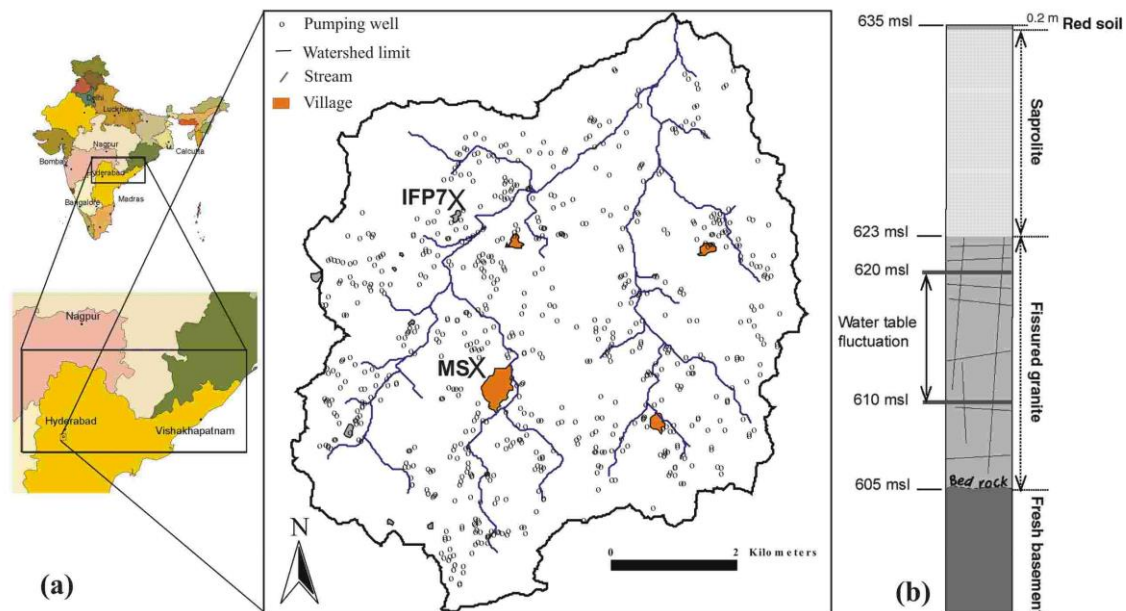 Pumping well
Watershed limit
Stream
Village
Delhi
Lucknow
Nagpur
Bombay
Calcutta
Hyderabad
Bangalore
Madras
Nagpur
Hyderabad
Vishakhapatnam
(a)
IFP7X
MSX
N
0 2 Kilometers
635 msl
0.2 m Red soil
Saprolite
623 msl
620 msl
Water table
fluctuation
Fissured granite
610 msl
Bed rock
605 msl
Fresh basement
(b)